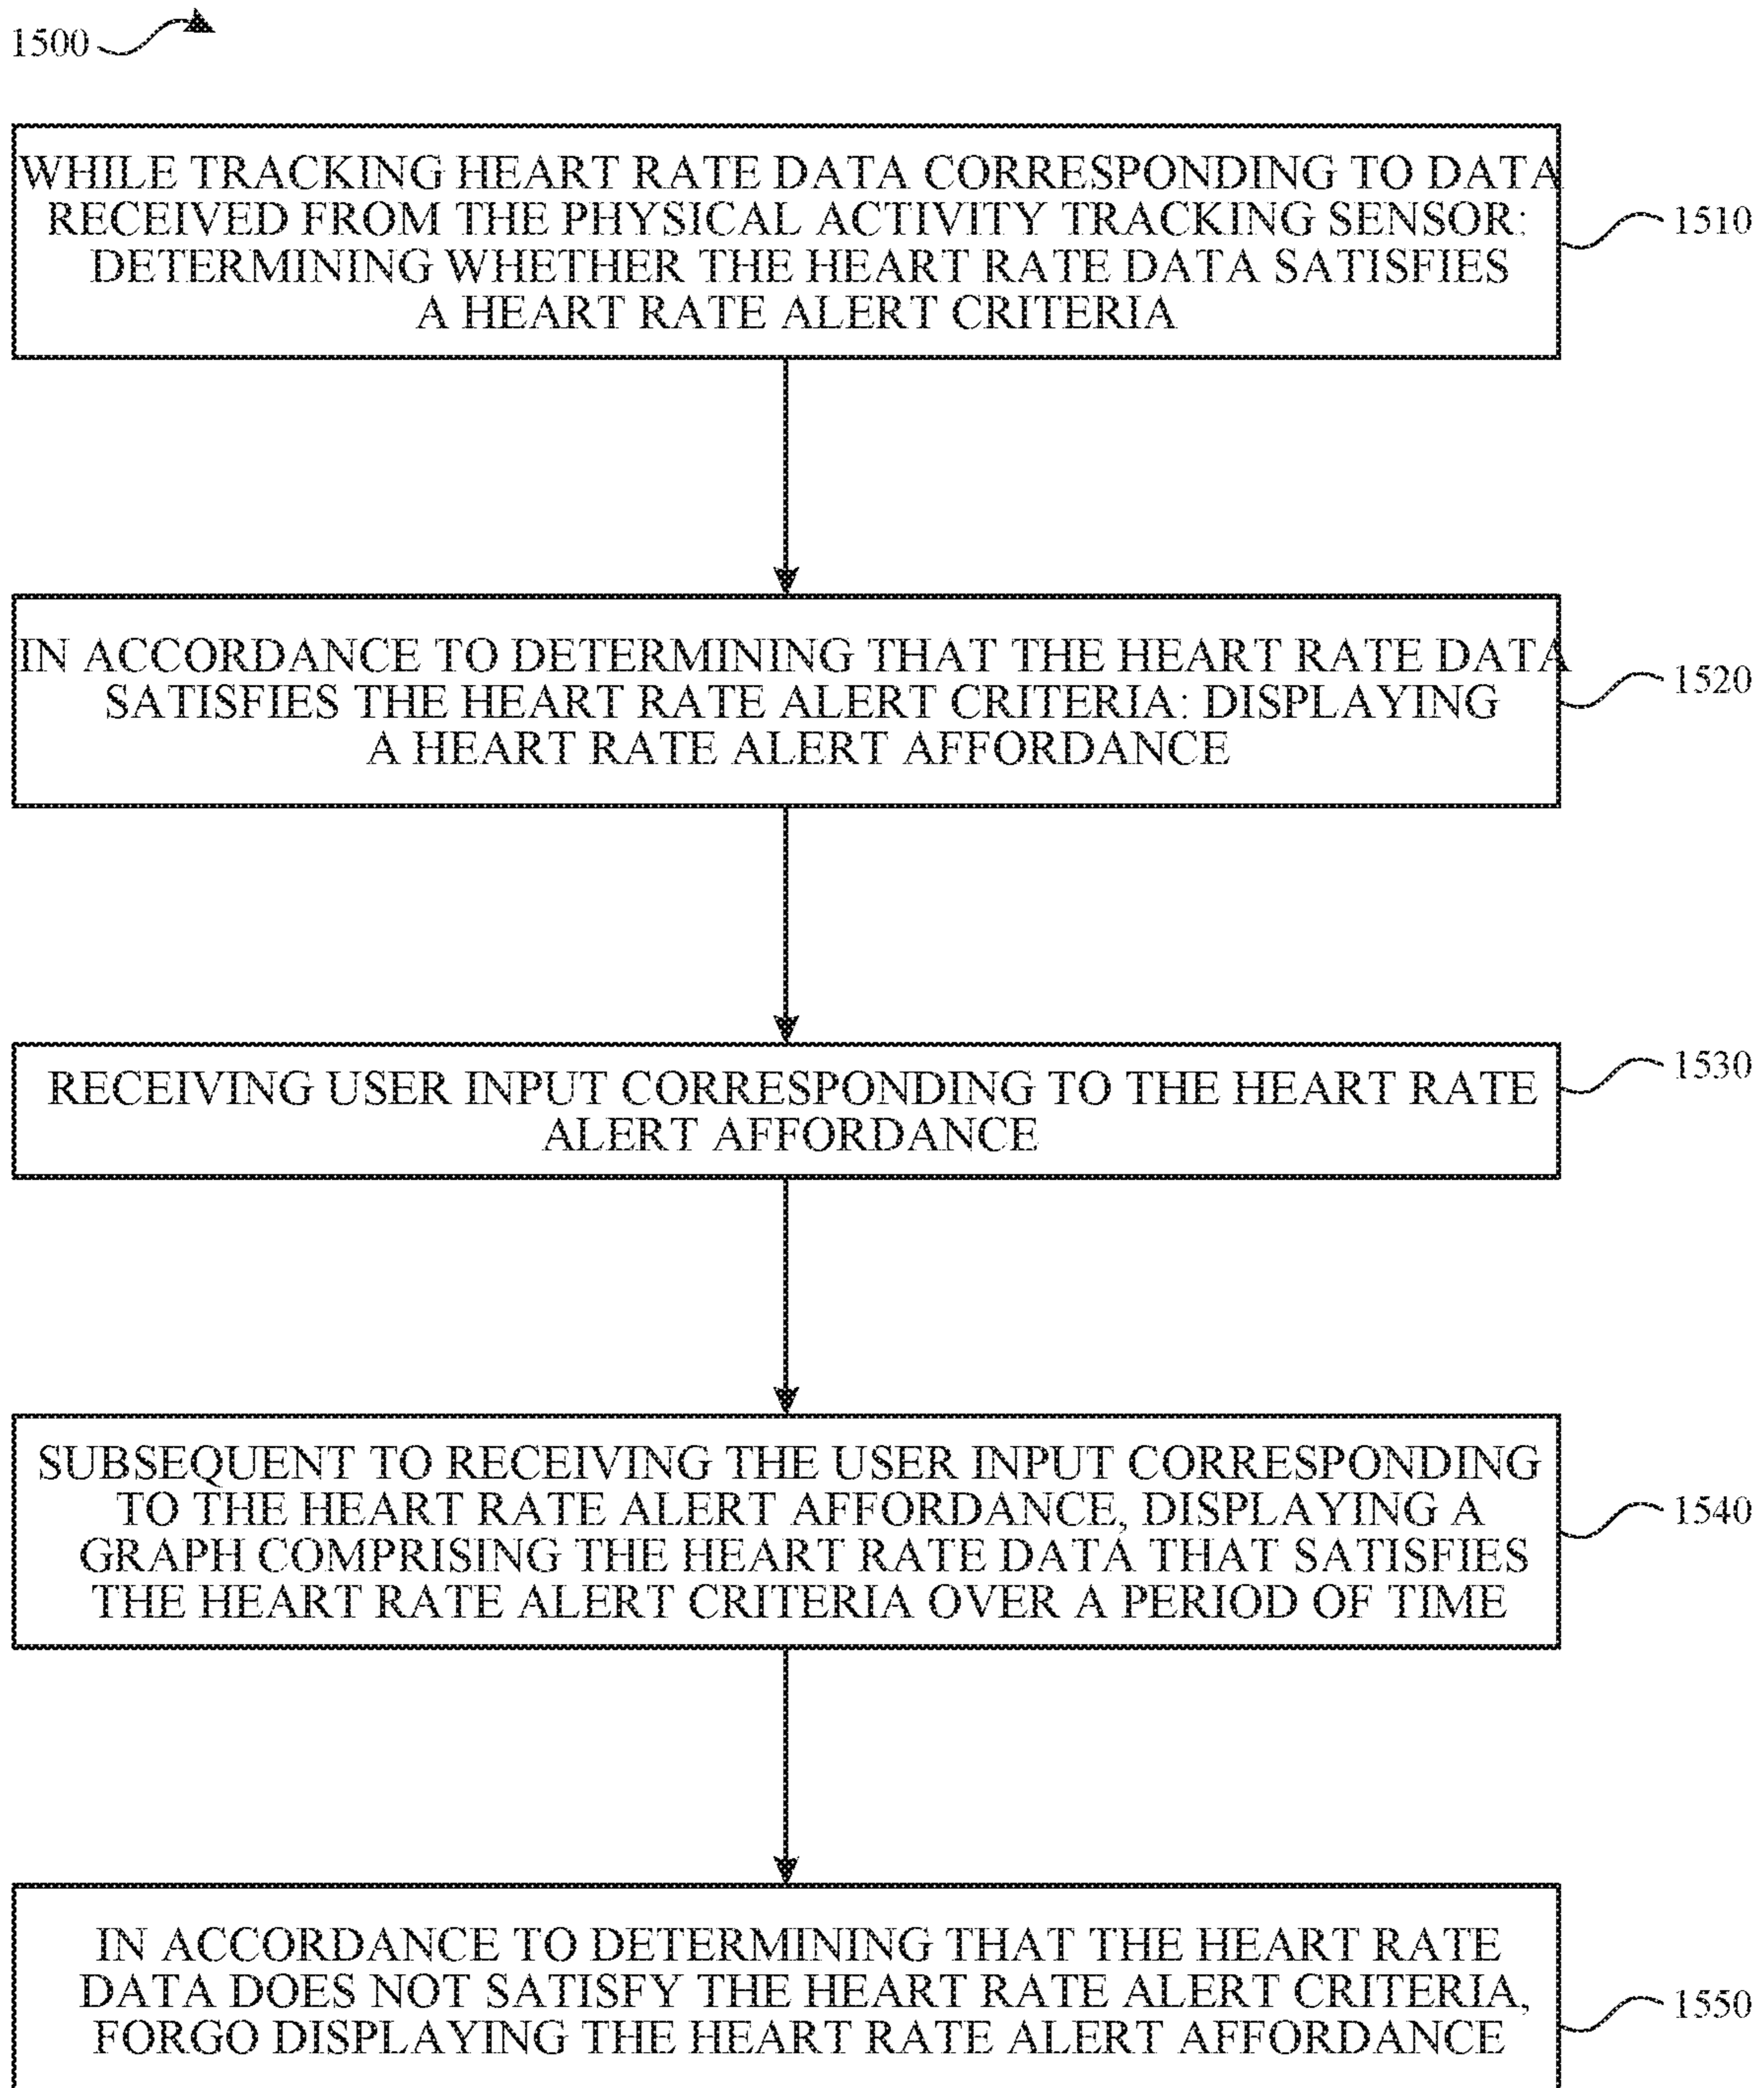 1500
WHILE TRACKING HEART RATE DATA CORRESPONDING TO DATA
RECEIVED FROM THE PHYSICAL ACTIVITY TRACKING SENSOR:
DETERMINING WHETHER THE HEART RATE DATA SATISFIES
A HEART RATE ALERT CRITERIA
1510
IN ACCORDANCE TO DETERMINING THAT THE HEART RATE DATA
SATISFIES THE HEART RATE ALERT CRITERIA: DISPLAYING
A HEART RATE ALERT AFFORDANCE
1520
RECEIVING USER INPUT CORRESPONDING TO THE HEART RATE
ALERT AFFORDANCE
1530
SUBSEQUENT TO RECEIVING THE USER INPUT CORRESPONDING
TO THE HEART RATE ALERT AFFORDANCE, DISPLAYING A
GRAPH COMPRISING THE HEART RATE DATA THAT SATISFIES
THE HEART RATE ALERT CRITERIA OVER A PERIOD OF TIME
1540
IN ACCORDANCE TO DETERMINING THAT THE HEART RATE
DATA DOES NOT SATISFY THE HEART RATE ALERT CRITERIA,
FORGO DISPLAYING THE HEART RATE ALERT AFFORDANCE
1550